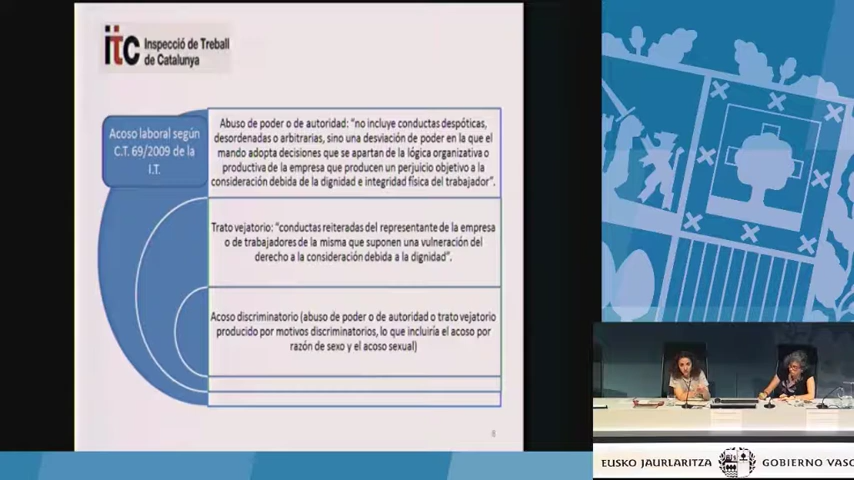 itc Inspecció de Treball
de Catalunya
Acoso laboral según
C.T. 69/2009 de la
I.T.
Abuso de poder o de autoridad: “no incluye conductas despóticas,
desordenadas o arbitrarias, sino una desviación de poder en la que el
mando adopta decisiones que se apartan de la lógica organizativa o
productiva de la empresa que producen un perjuicio objetivo a la
consideración debida de la dignidad e integridad física del trabajador”.
Trato vejatorio: “conductas reiteradas del representante de la empresa
o de trabajadores de la misma que suponen una vulneración del
derecho a la consideración debida a la dignidad”.
Acoso discriminatorio (abuso de poder o de autoridad o trato vejatorio
producido por motivos discriminatorios, lo que incluiría el acoso por
razón de sexo y el acoso sexual)
8
EUSKO JAURLARITZA GOBIERNO VASC